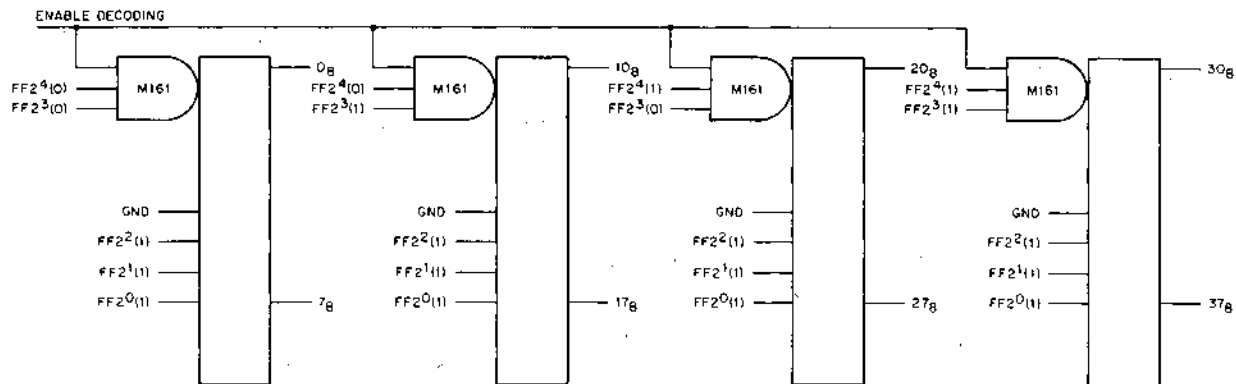 ENABLE DECODING
M161
FF2⁴(0)
FF2³(0)
0₈
GND
FF2²(1)
FF2¹(1)
FF2⁰(1)
7₈
M161
FF2⁴(0)
FF2³(1)
10₈
GND
FF2²(1)
FF2¹(1)
FF2⁰(1)
17₈
M161
FF2⁴(1)
FF2³(0)
20₈
GND
FF2²(1)
FF2¹(1)
FF2⁰(1)
27₈
M161
FF2⁴(1)
FF2³(1)
30₈
GND
FF2²(1)
FF2¹(1)
FF2⁰(1)
37₈